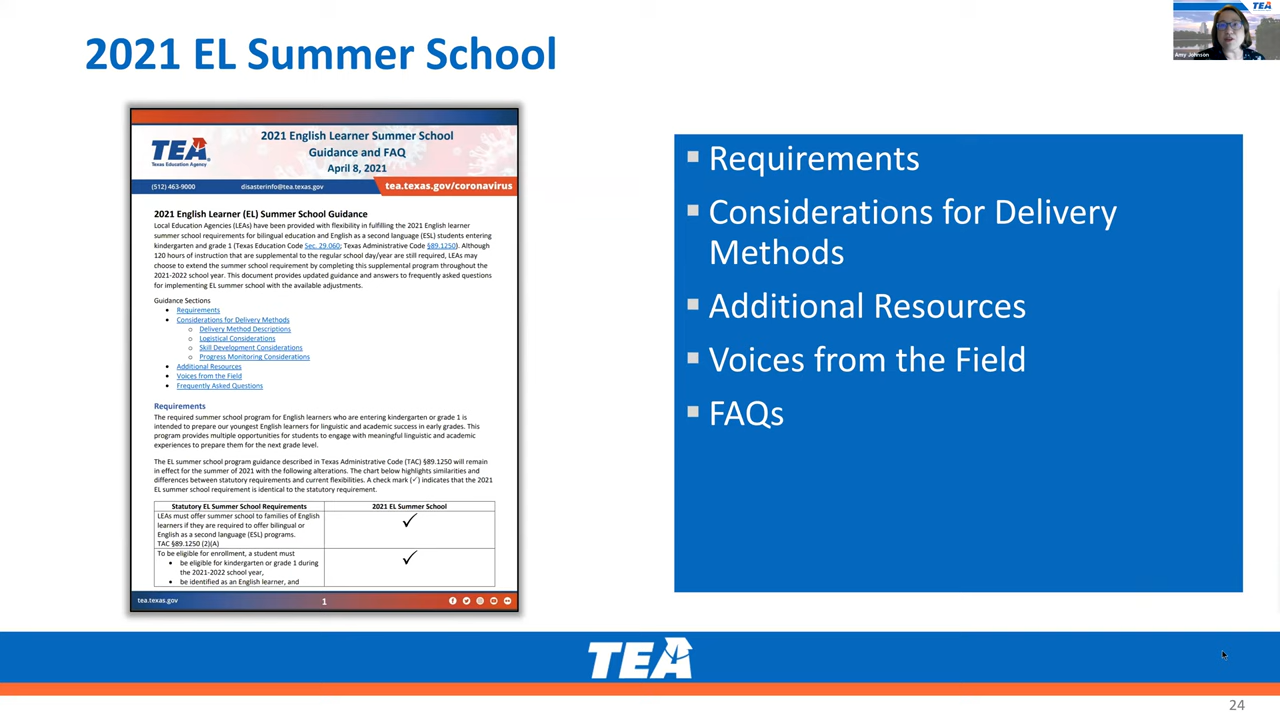 2021 EL Summer School
TEA
Amy Johnson
TEA
Texas Education Agency
2021 English Learner Summer School
Guidance and FAQ
April 8, 2021
(512) 463-9000
disasterinfo@tea.texas.gov
tea.texas.gov/coronavirus
2021 English Learner (EL) Summer School Guidance
Local Education Agencies (LEAs) have been provided with flexibility in fulfilling the 2021 English learner
summer school requirements for bilingual education and English as a second language (ESL) students entering
kindergarten and grade 1 (Texas Education Code Sec. 29.060; Texas Administrative Code §89.1250). Although
120 hours of instruction that are supplemental to the regular school day/year are still required, LEAs may
choose to extend the summer school requirement by completing this supplemental program throughout the
2021-2022 school year. This document provides updated guidance and answers to frequently asked questions
for implementing EL summer school with the available adjustments.
Guidance Sections
• Requirements
• Considerations for Delivery Methods
○ Delivery Method Descriptions
○ Logistical Considerations
○ Skill Development Considerations
○ Progress Monitoring Considerations
• Additional Resources
• Voices from the Field
• Frequently Asked Questions
Requirements
The required summer school program for English learners who are entering kindergarten or grade 1 is
intended to prepare our youngest English learners for linguistic and academic success in early grades. This
program provides multiple opportunities for students to engage with meaningful linguistic and academic
experiences to prepare them for the next grade level.
The EL summer school program guidance described in Texas Administrative Code (TAC) §89.1250 will remain
in effect for the summer of 2021 with the following alterations. The chart below highlights similarities and
differences between statutory requirements and current flexibilities. A check mark (✓) indicates that the 2021
EL summer school requirement is identical to the statutory requirement.
Statutory EL Summer School Requirements
2021 EL Summer School
LEAs must offer summer school to families of English
learners if they are required to offer bilingual or
English as a second language (ESL) programs.
TAC §89.1250 (2)(A)
✓
To be eligible for enrollment, a student must
• be eligible for kindergarten or grade 1 during
the 2021-2022 school year,
• be identified as an English learner, and
✓
tea.texas.gov
1
Requirements
Considerations for Delivery
Methods
Additional Resources
Voices from the Field
FAQs
TEA
24